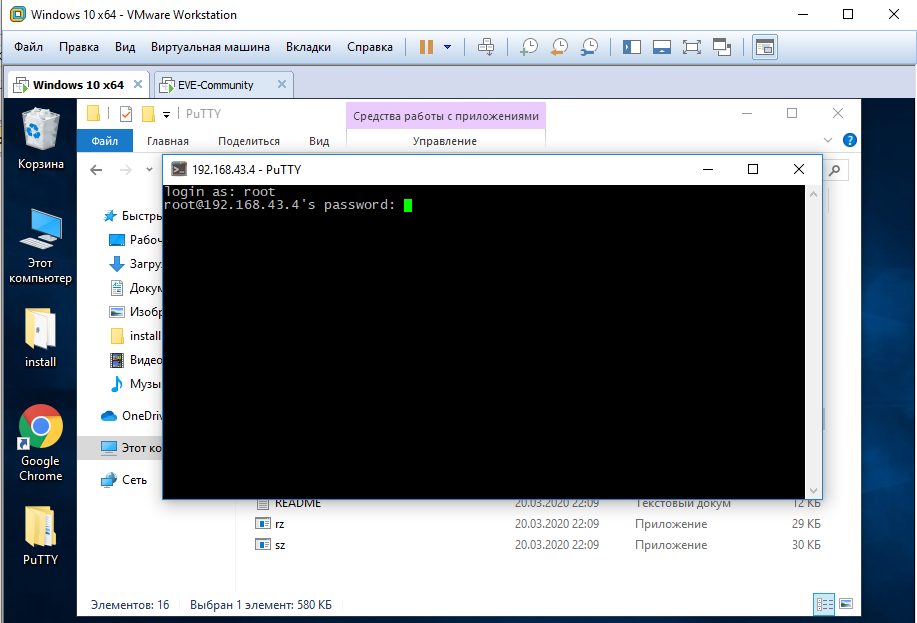 Windows 10 x64 - VMware Workstation
Файл Правка Вид Виртуальная машина Вкладки Справка
Windows 10 x64 EVE-Community
PuTTY
Средства работы с приложениями
Файл Главная Поделиться Вид Управление
192.168.43.4 - PuTTY
login as: root
root@192.168.43.4's password:
Корзина
Этот
компьютер
install
Google
Chrome
PuTTY
Быстры
Рабоч
Загру
Докум
Изобр
install
Видео
Музы
OneDriv
Этот ко
Сеть
README 20.03.2020 22:09 Текстовый докум 12 КБ
rz 20.03.2020 22:09 Приложение 29 КБ
sz 20.03.2020 22:09 Приложение 30 КБ
Элементов: 16 Выбран 1 элемент: 580 КБ